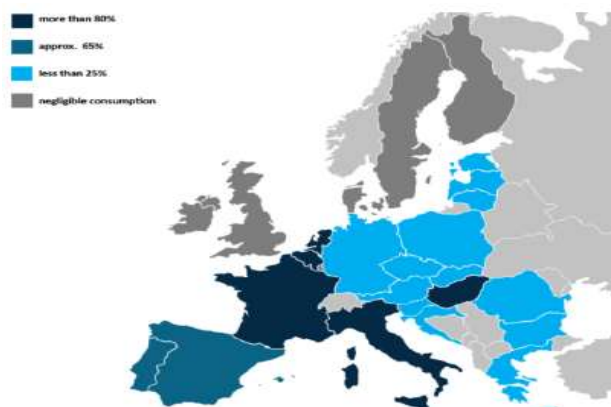 more than 80%
approx. 65%
less than 25%
negligible consumption